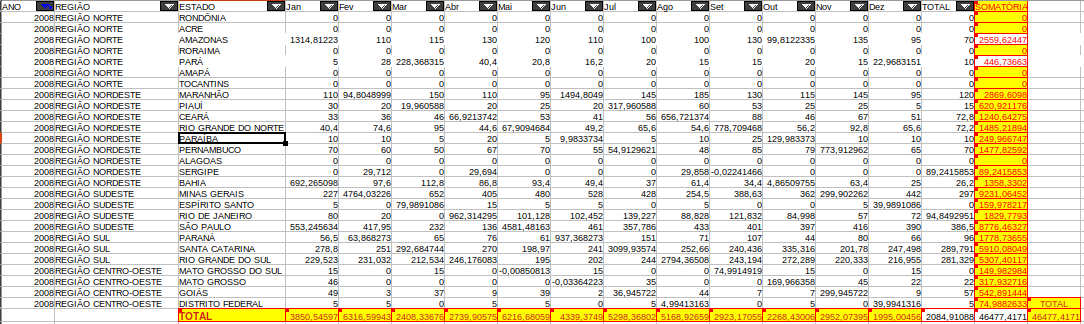 ANO REGIÃO ESTADO Jan Fev Mar Abr Mai Jun Jul Ago Set Out Nov Dez TOTAL SOMATÓRIA
2008 REGIÃO NORTE RONDÔNIA 0 0 0 0 0 0 0 0 0 0 0 0 0 0
2008 REGIÃO NORTE ACRE 0 0 0 0 0 0 0 0 0 0 0 0 0 0
2008 REGIÃO NORTE AMAZONAS 1314,81223 110 115 130 120 110 100 100 130 99,8122335 135 95 70 2559,62447
2008 REGIÃO NORTE RORAIMA 0 0 0 0 0 0 0 0 0 0 0 0 0 0
2008 REGIÃO NORTE PARÁ 5 28 228,368315 40,4 20,8 16,2 20 15 15 20 15 22,9683151 10 446,73663
2008 REGIÃO NORTE AMAPÁ 0 0 0 0 0 0 0 0 0 0 0 0 0 0
2008 REGIÃO NORTE TOCANTINS 0 0 0 0 0 0 0 0 0 0 0 0 0 0
2008 REGIÃO NORDESTE MARANHÃO 110 94,8048999 150 110 95 1494,8049 145 185 130 115 145 95 120 2869,6098
2008 REGIÃO NORDESTE PIAUÍ 30 20 19,960588 20 25 20 317,960588 60 53 25 25 5 15 620,921176
2008 REGIÃO NORDESTE CEARÁ 33 36 46 66,9213742 53 41 56 656,721374 88 46 67 51 72,8 1240,64275
2008 REGIÃO NORDESTE RIO GRANDE DO NORTE 40,4 74,6 95 44,6 67,9094684 49,2 65,6 54,6 778,709468 56,2 92,8 65,6 72,2 1485,21894
2008 REGIÃO NORDESTE PARAÍBA 10 10 5 20 5 9,9833734 5 10 25 129,983373 10 10 10 249,966747
2008 REGIÃO NORDESTE PERNAMBUCO 70 60 50 67 70 55 54,9129621 48 85 79 773,912962 65 70 1477,82592
2008 REGIÃO NORDESTE ALAGOAS 0 0 0 0 0 0 0 0 0 0 0 0 0 0
2008 REGIÃO NORDESTE SERGIPE 0 29,712 0 29,694 0 0 0 29,858 -0,02241466 0 0 0 89,2415853 89,2415853
2008 REGIÃO NORDESTE BAHIA 692,265098 97,6 112,8 86,8 93,4 49,4 37 61,4 34,4 4,86509755 63,4 25 26,2 1358,3302
2008 REGIÃO SUDESTE MINAS GERAIS 227 4764,03226 652 405 480 528 428 254,5 388,63 362 299,902262 442 297 9231,06452
2008 REGIÃO SUDESTE ESPÍRITO SANTO 0 5 79,9891086 15 5 5 0 0 5 0 5 39,9891086 0 159,978217
2008 REGIÃO SUDESTE RIO DE JANEIRO 80 20 0 962,314295 101,128 102,452 139,227 88,828 121,832 84,998 57 72 94,8492951 1829,7793
2008 REGIÃO SUDESTE SÃO PAULO 553,245634 417,95 232 136 4581,48163 461 357,786 433 401 397 416 390 386,5 8776,46327
2008 REGIÃO SUL PARANÁ 56,5 63,868273 65 76 61 937,368273 151 71 107 44 80 66 96 1778,73655
2008 REGIÃO SUL SANTA CATARINA 278,8 251 292,684744 270 198,97 241 3099,93574 252,66 240,436 335,316 201,78 247,498 289,791 5910,08049
2008 REGIÃO SUL RIO GRANDE DO SUL 229,523 231,032 212,534 246,176083 195 202 244 2794,36508 243,194 272,289 220,333 216,955 281,329 5307,40117
2008 REGIÃO CENTRO-OESTE MATO GROSSO DO SUL 15 0 15 0 -0,00850813 15 0 0 74,9914919 15 0 15 0 149,982984
2008 REGIÃO CENTRO-OESTE MATO GROSSO 46 0 0 0 0 -0,03364223 35 0 0 169,966358 45 22 22 317,932716
2008 REGIÃO CENTRO-OESTE GOIÁS 49 3 37 9 39 2 36,945722 44 7 7 299,945722 9 57 542,891444
2008 REGIÃO CENTRO-OESTE DISTRITO FEDERAL 5 5 0 5 0 5 5 4,99413163 0 5 0 39,9941316 5 74,9882633 TOTAL
TOTAL 3850,54597 6316,59943 2408,33676 2739,90575 6216,68059 4339,3749 5298,36802 5168,92659 2923,17055 2268,43006 2952,07395 1995,00456 2084,91088 46477,4171 46477,4171